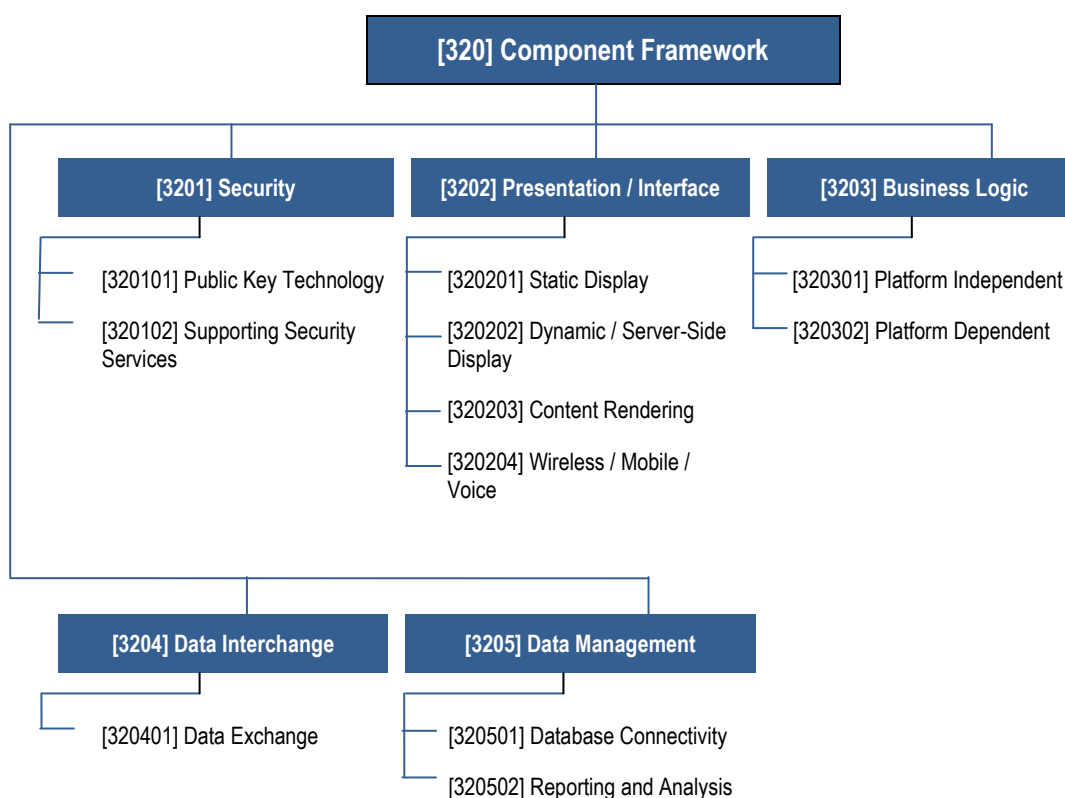 [320] Component Framework
[3201] Security
[320101] Public Key Technology
[320102] Supporting Security
Services
[3202] Presentation / Interface
[320201] Static Display
[320202] Dynamic / Server-Side
Display
[320203] Content Rendering
[320204] Wireless / Mobile /
Voice
[3203] Business Logic
[320301] Platform Independent
[320302] Platform Dependent
[3204] Data Interchange
[320401] Data Exchange
[3205] Data Management
[320501] Database Connectivity
[320502] Reporting and Analysis